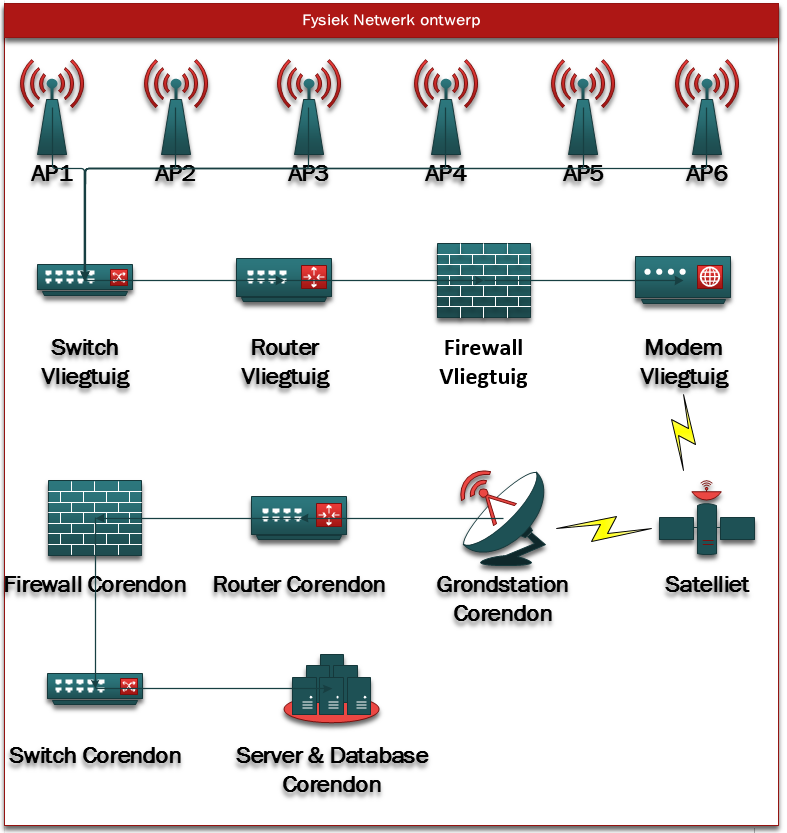 Fysiek Netwerk ontwerp
AP1 AP2 AP3 AP4 AP5 AP6
Switch Vliegtuig
Router Vliegtuig
Firewall Vliegtuig
Modem Vliegtuig
Firewall Corendon
Router Corendon
Grondstation Corendon
Satelliet
Switch Corendon
Server & Database Corendon